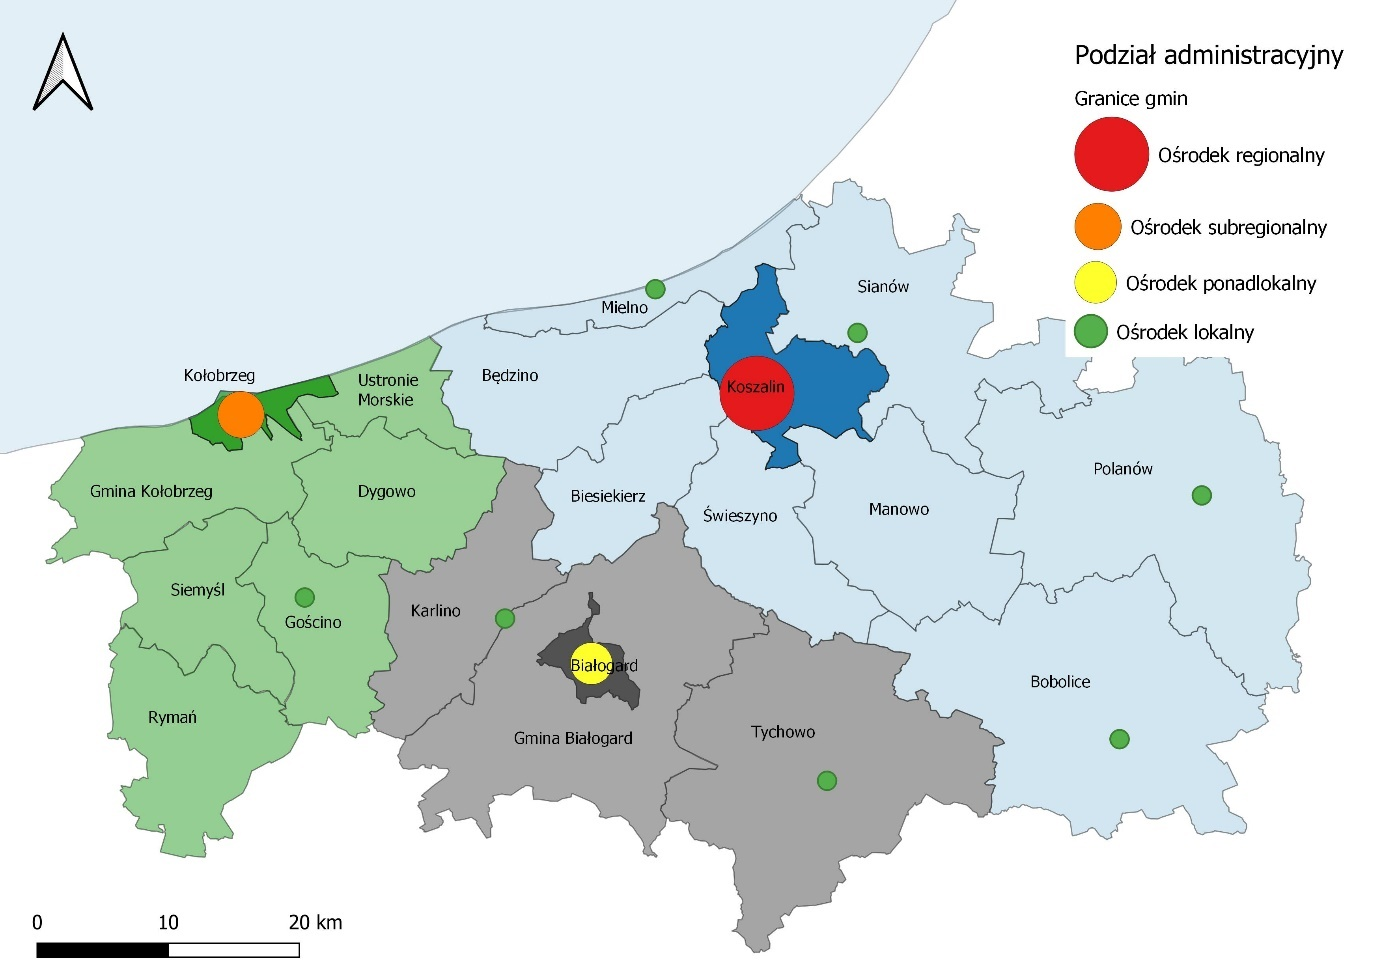 Podział administracyjny
Granice gmin
Ośrodek regionalny
Ośrodek subregionalny
Ośrodek ponadlokalny
Ośrodek lokalny
Sianów
Mielno
Kołobrzeg
Ustronie
Morskie
Będzino
Koszalin
Polanów
Gmina Kołobrzeg
Dygowo
Biesiekierz
Świeszyno
Manowo
Siemyśl
Gościno
Karlino
Białogard
Bobolice
Rymań
Gmina Białogard
Tychowo
0 10 20 km